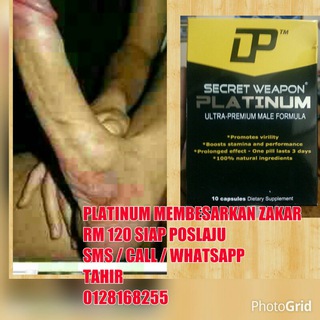 DP™
SECRET WEAPON®
PLATINUM
ULTRA-PREMIUM MALE FORMULA
*Promotes virility
*Boosts stamina and performance
*Prolonged effect - One pill lasts 3 days
*100% natural ingredients
10 capsules Dietary Supplement
PLATINUM MEMBESARKAN ZAKAR
RM 120 SIAP POSLAJU
SMS / CALL / WHATSAPP
TAHIR
0128168255
PhotoGrid